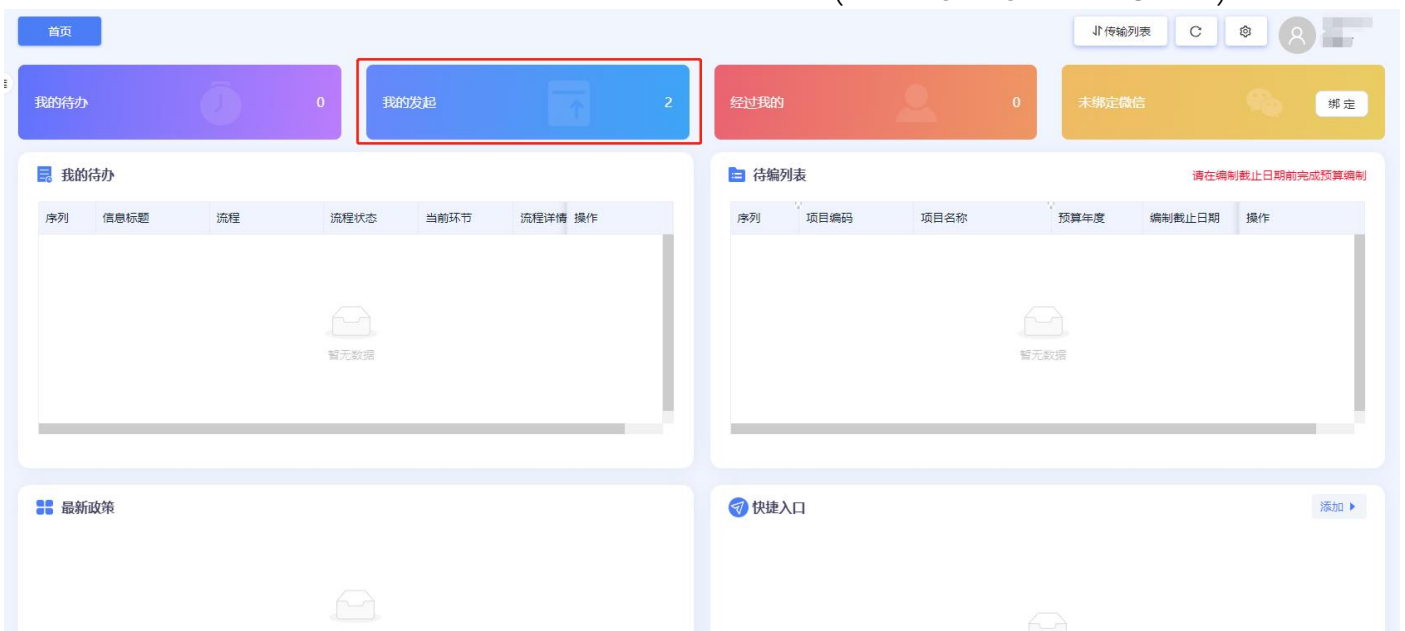 首页
传输列表
我的待办 0
我的发起 2
经过我的 0
未绑定微信 绑定
我的待办
序列 信息标题 流程 流程状态 当前环节 流程详情 操作
暂无数据
待编列表 请在编制截止日期前完成预算编制
序列 项目编码 项目名称 预算年度 编制截止日期 操作
暂无数据
最新政策
快捷入口 添加